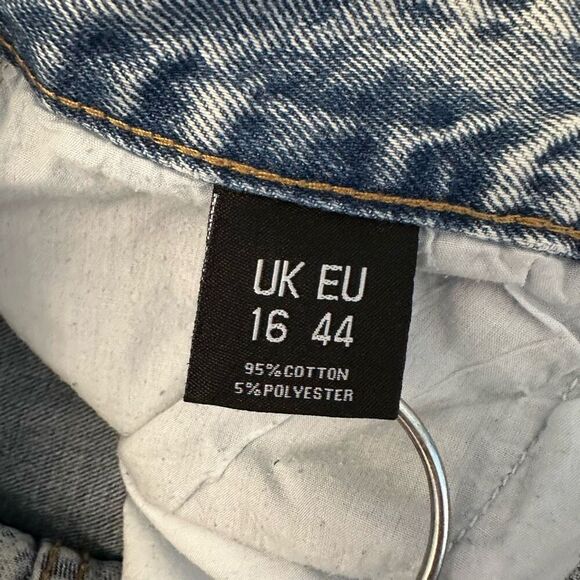 UK EU
16 44
95%COTTON
5%POLYESTER